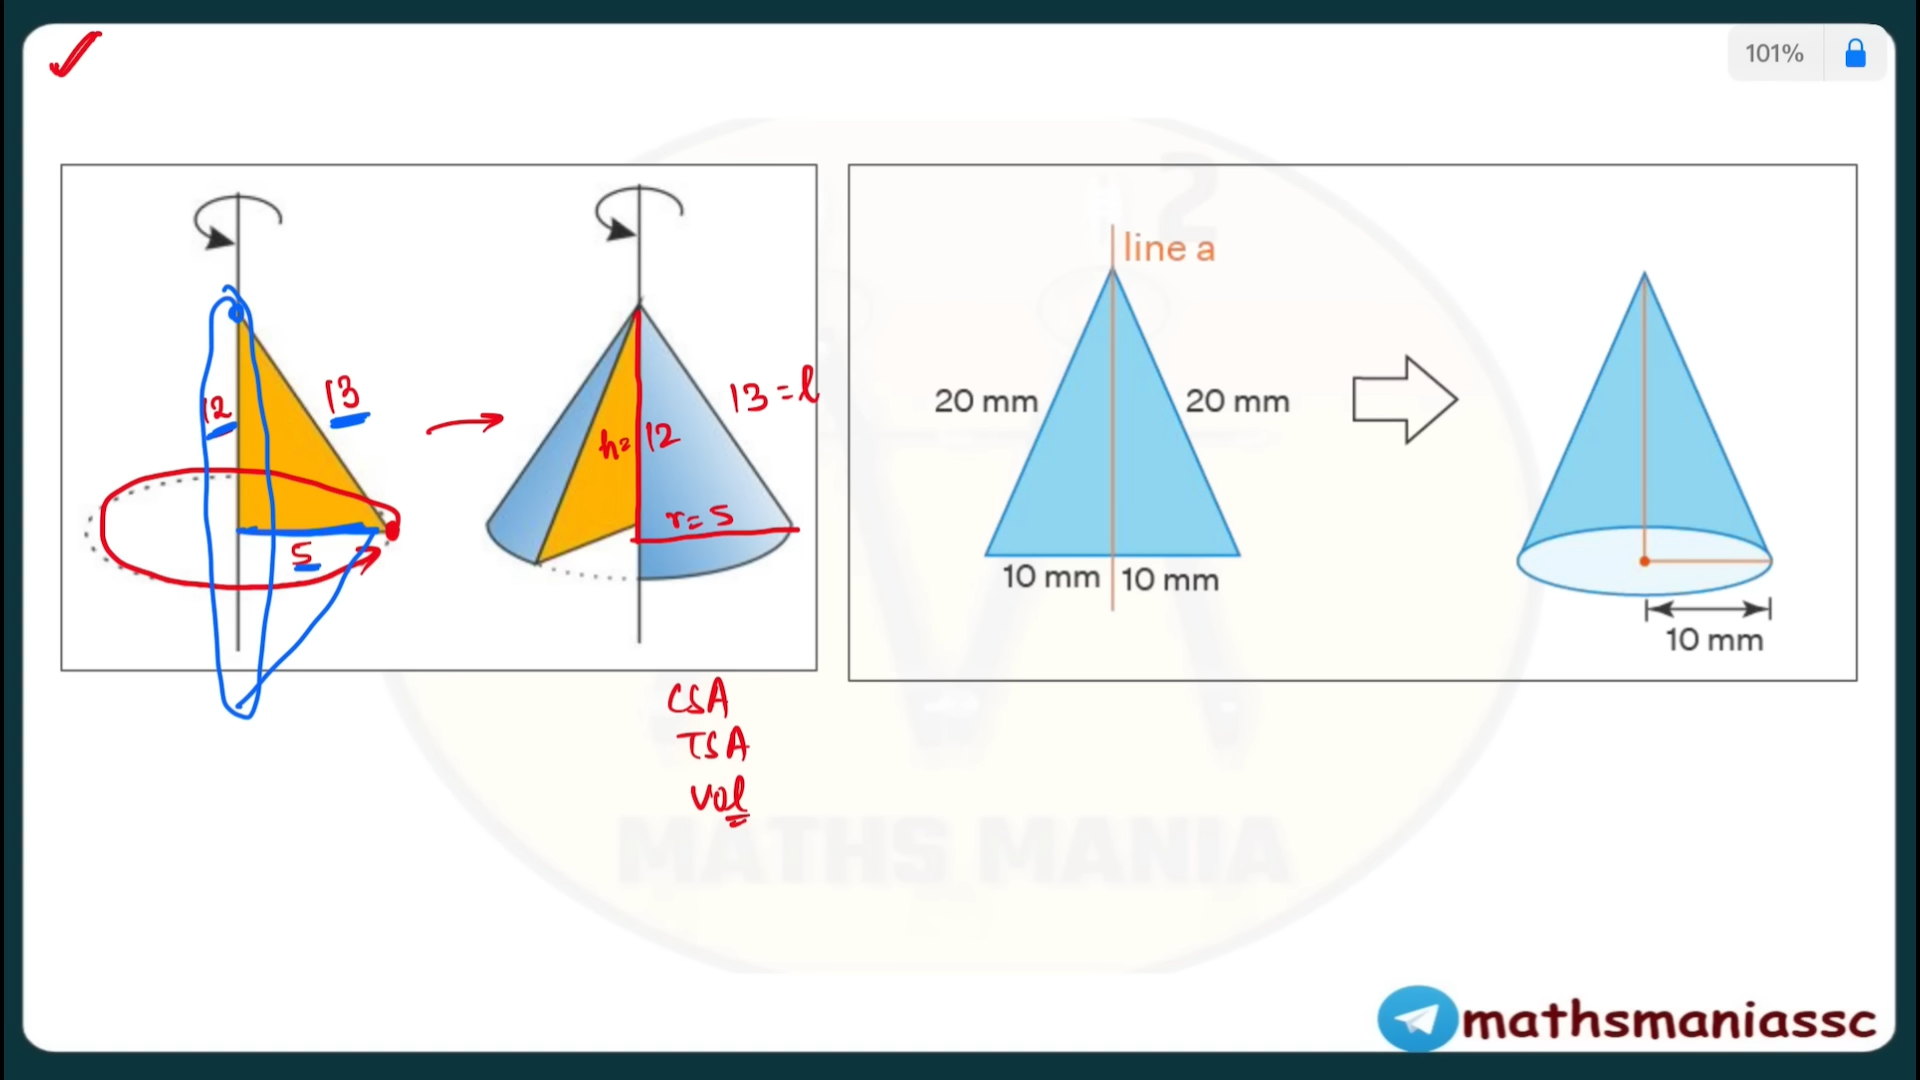 101%
12
13
5
h=12
13=l
r=5
CSA
TSA
Vol
line a
20 mm
20 mm
10 mm
10 mm
10 mm
2
MATHS MANIA
mathsmaniassc